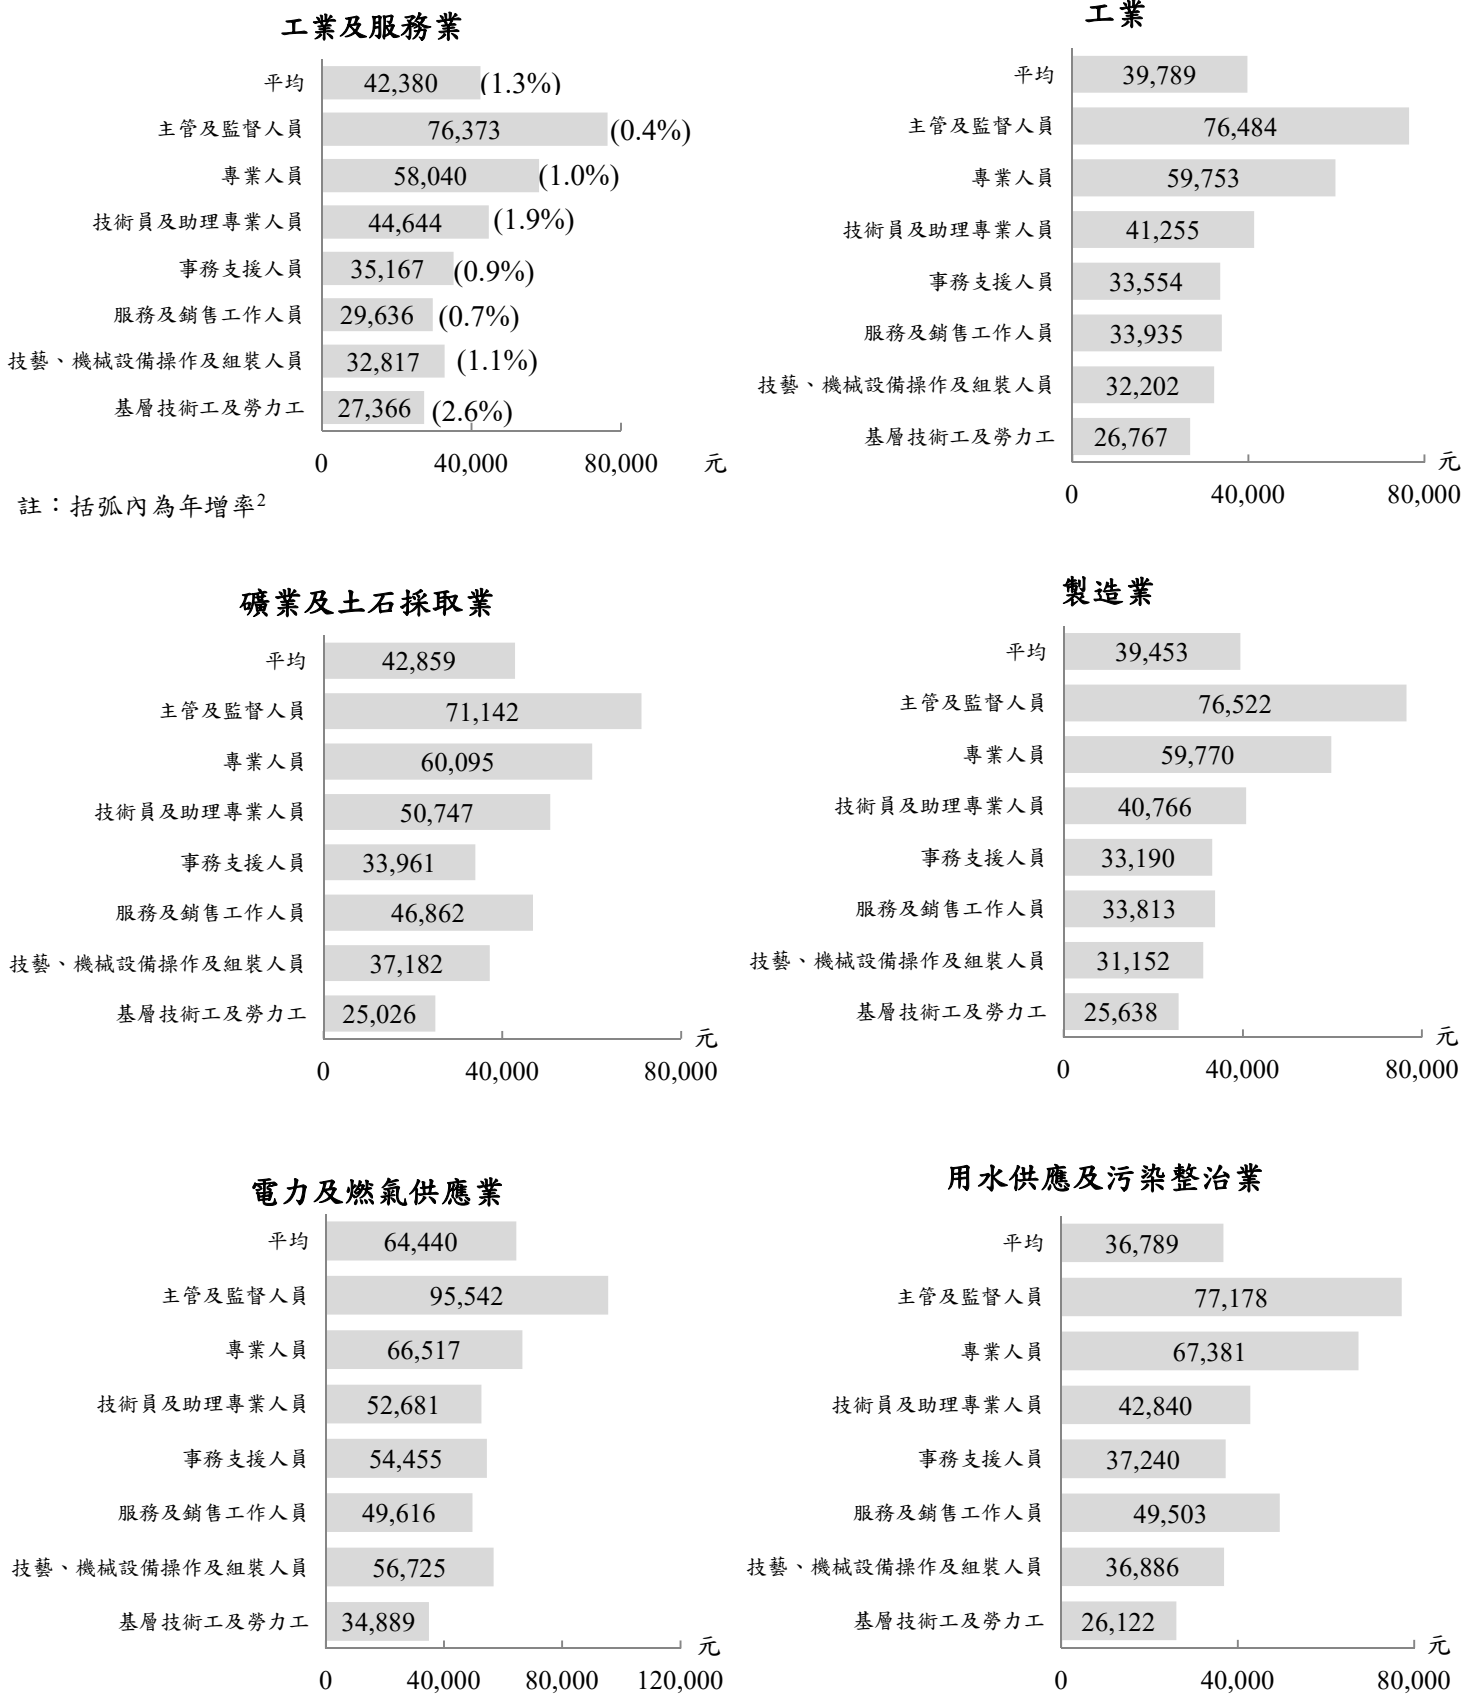 工業及服務業
平均 42,380 (1.3%)
主管及監督人員 76,373 (0.4%)
專業人員 58,040 (1.0%)
技術員及助理專業人員 44,644 (1.9%)
事務支援人員 35,167 (0.9%)
服務及銷售工作人員 29,636 (0.7%)
技藝、機械設備操作及組裝人員 32,817 (1.1%)
基層技術工及勞力工 27,366 (2.6%)
0 40,000 80,000 元
註：括弧內為年增率2
工業
平均 39,789
主管及監督人員 76,484
專業人員 59,753
技術員及助理專業人員 41,255
事務支援人員 33,554
服務及銷售工作人員 33,935
技藝、機械設備操作及組裝人員 32,202
基層技術工及勞力工 26,767
元
0 40,000 80,000
礦業及土石採取業
平均 42,859
主管及監督人員 71,142
專業人員 60,095
技術員及助理專業人員 50,747
事務支援人員 33,961
服務及銷售工作人員 46,862
技藝、機械設備操作及組裝人員 37,182
基層技術工及勞力工 25,026
元
0 40,000 80,000
製造業
平均 39,453
主管及監督人員 76,522
專業人員 59,770
技術員及助理專業人員 40,766
事務支援人員 33,190
服務及銷售工作人員 33,813
技藝、機械設備操作及組裝人員 31,152
基層技術工及勞力工 25,638
元
0 40,000 80,000
電力及燃氣供應業
平均 64,440
主管及監督人員 95,542
專業人員 66,517
技術員及助理專業人員 52,681
事務支援人員 54,455
服務及銷售工作人員 49,616
技藝、機械設備操作及組裝人員 56,725
基層技術工及勞力工 34,889
元
0 40,000 80,000 120,000
用水供應及污染整治業
平均 36,789
主管及監督人員 77,178
專業人員 67,381
技術員及助理專業人員 42,840
事務支援人員 37,240
服務及銷售工作人員 49,503
技藝、機械設備操作及組裝人員 36,886
基層技術工及勞力工 26,122
元
0 40,000 80,000